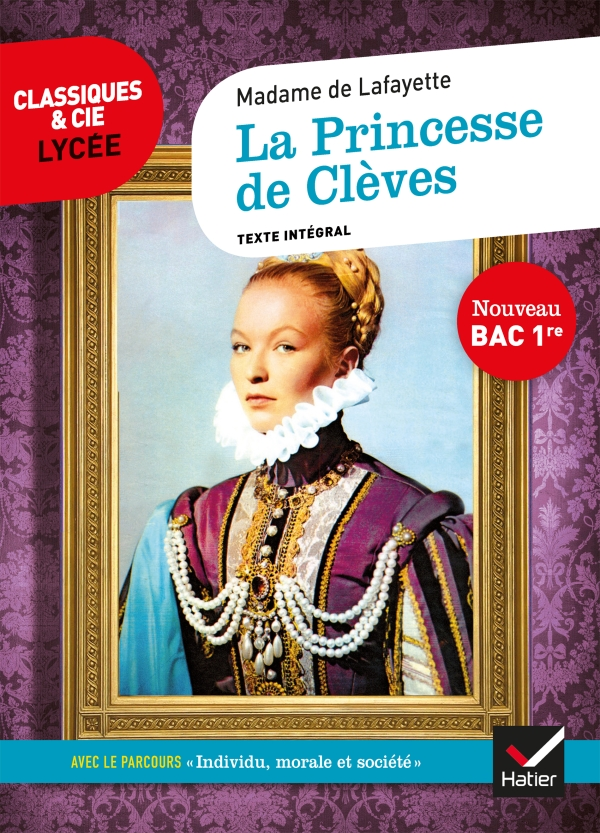 CLASSIQUES
& CIE
LYCÉE
Madame de Lafayette
La Princesse
de Clèves
TEXTE INTÉGRAL
Nouveau
BAC 1re
AVEC LE PARCOURS « Individu, morale et société »
Hatier